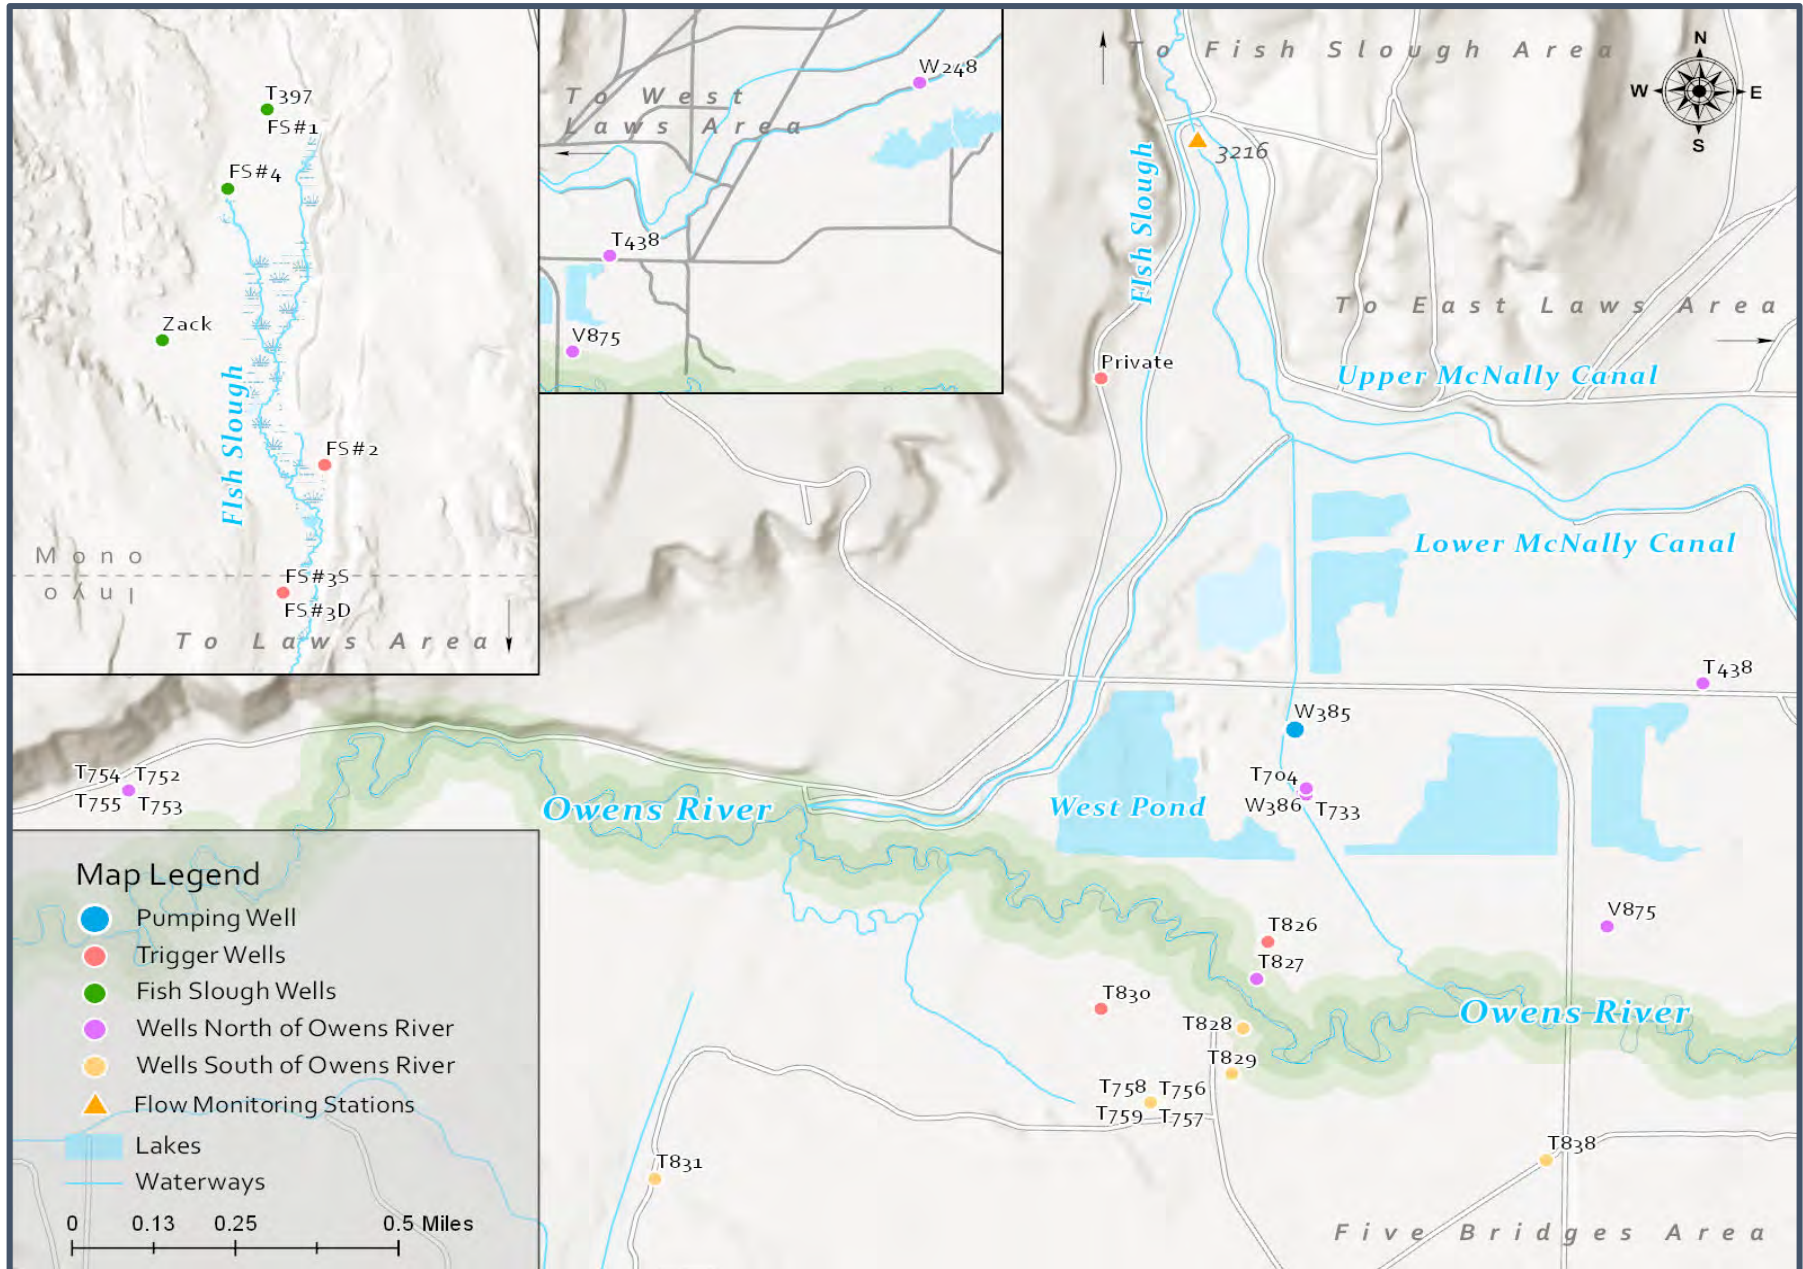 T397
FS#1
FS#4
Zack
FIsh Slough
FS#2
Mono
Inyo
FS#3S
FS#3D
To Laws Area
W248
To West
Laws Area
T438
V875
To Fish Slough Area
N
W E
S
3216
FIsh Slough
To East Laws Area
Private
Upper McNally Canal
Lower McNally Canal
T438
W385
T754 T752
T755 T753
T704
W386 T733
Owens River
West Pond
V875
T826
T827
T830
Owens River
T828
T829
T758 T756
T759 T757
T838
T831
Five Bridges Area
Map Legend
Pumping Well
Trigger Wells
Fish Slough Wells
Wells North of Owens River
Wells South of Owens River
Flow Monitoring Stations
Lakes
Waterways
0 0.13 0.25 0.5 Miles